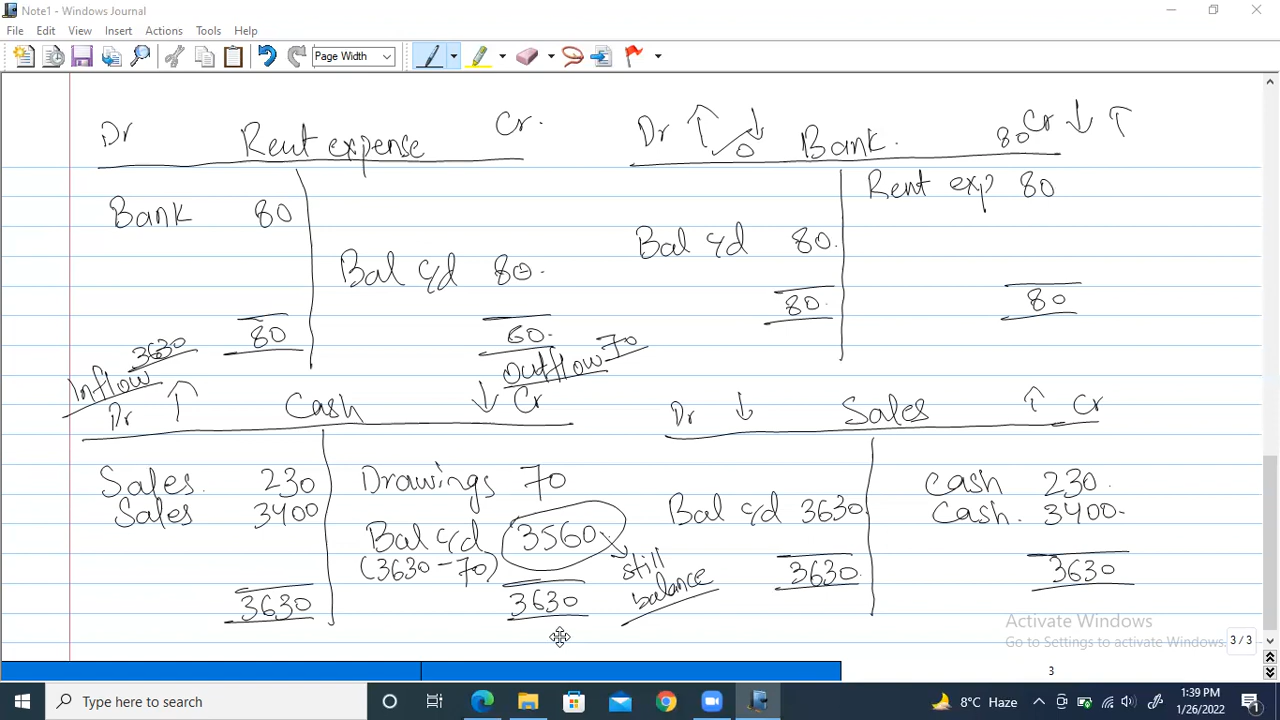 Note1 - Windows Journal
File Edit View Insert Actions Tools Help
Page Width
Dr Rent expense Cr.
Bank 80
Bal c/d 80.
80 60.
Dr 0 Bank. 80 Cr
Rent exp 80
Bal c/d 80.
80. 80
Inflow 3630
Outflow 70
Dr Cash Cr
Sales. 230 Drawings 70
Sales 3400
Bal c/d 3560
(3630-70)
still
balance
3630 3630
Dr Sales Cr
Cash 230.
Bal c/d 3630 Cash. 3400.
3630 3630
Activate Windows
Go to Settings to activate Windows.
3 / 3
3
Type here to search
8°C Haze
1:39 PM
1/26/2022
1